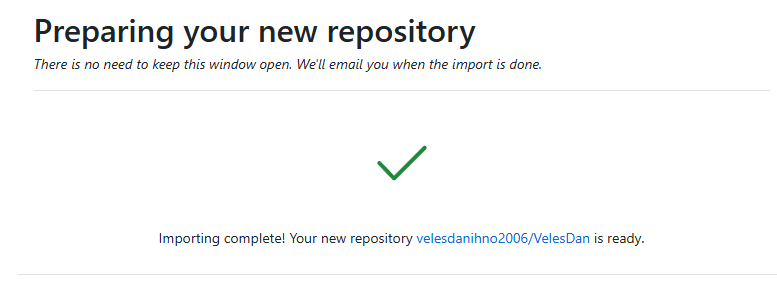 Preparing your new repository
There is no need to keep this window open. We'll email you when the import is done.
Importing complete! Your new repository velesdanihno2006/VelesDan is ready.